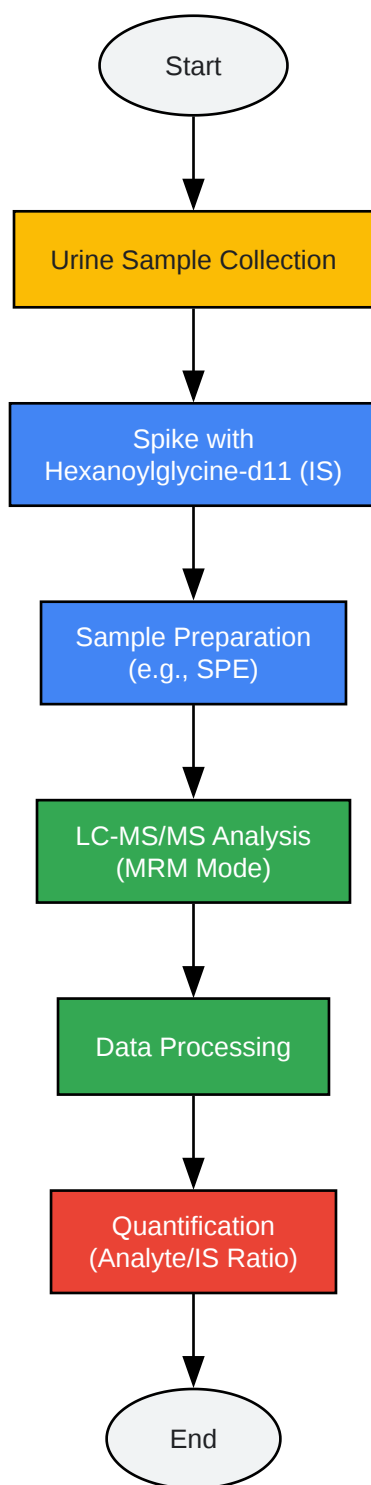 Start
Urine Sample Collection
Spike with
Hexanoylglycine-d11 (IS)
Sample Preparation
(e.g., SPE)
LC-MS/MS Analysis
(MRM Mode)
Data Processing
Quantification
(Analyte/IS Ratio)
End